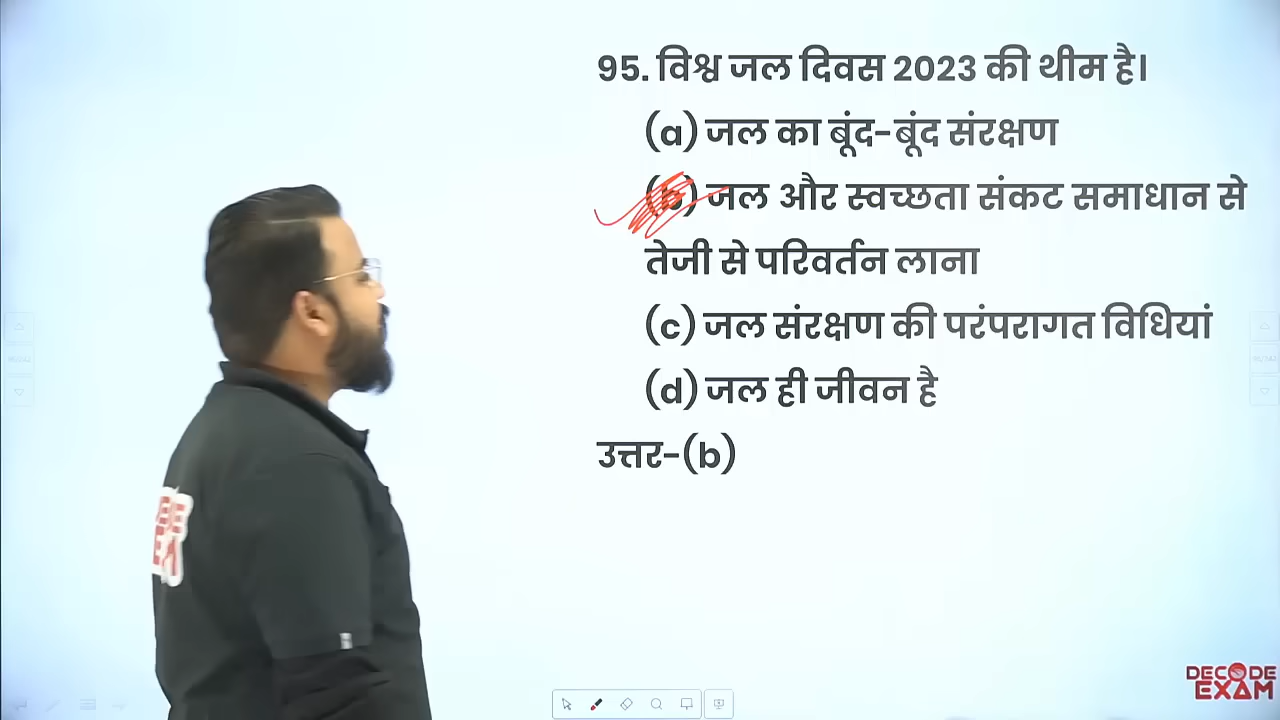 95. विश्व जल दिवस 2023 की थीम है।
(a) जल का बूंद-बूंद संरक्षण
(b) जल और स्वच्छता संकट समाधान से
तेजी से परिवर्तन लाना
(c) जल संरक्षण की परंपरागत विधियां
(d) जल ही जीवन है
उत्तर-(b)
DECODE
EXAM